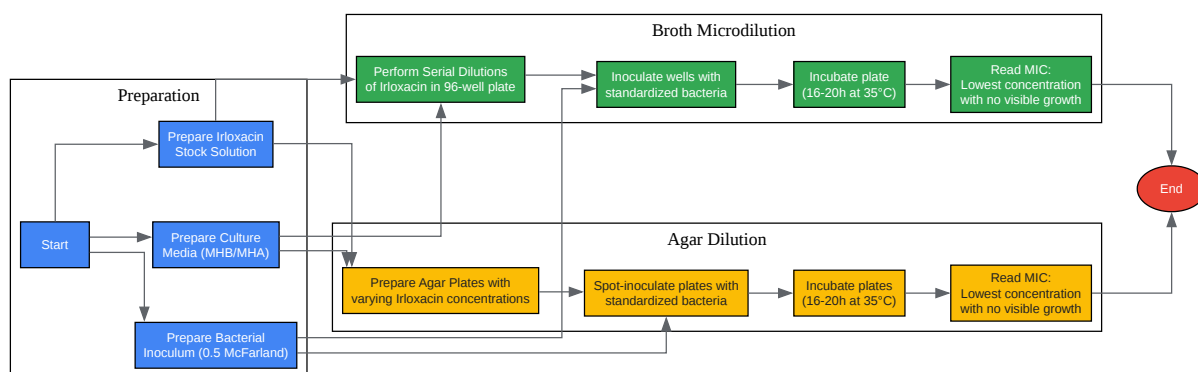 Broth Microdilution
Perform Serial Dilutions
of Irloxacin in 96-well plate
Inoculate wells with
standardized bacteria
Incubate plate
(16-20h at 35°C)
Read MIC:
Lowest concentration
with no visible growth
Preparation
Prepare Irloxacin
Stock Solution
Start
Prepare Culture
Media (MHB/MHA)
Prepare Bacterial
Inoculum (0.5 McFarland)
End
Agar Dilution
Prepare Agar Plates with
varying Irloxacin concentrations
Spot-inoculate plates with
standardized bacteria
Incubate plates
(16-20h at 35°C)
Read MIC:
Lowest concentration
with no visible growth